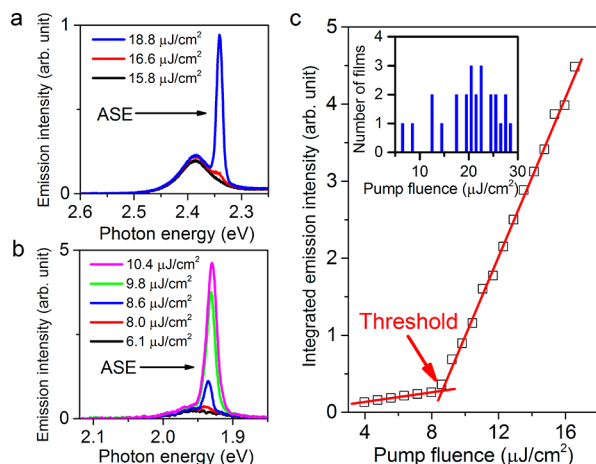 a
18.8 μJ/cm²
16.6 μJ/cm²
15.8 μJ/cm²
ASE
1
0
2.6 2.5 2.4 2.3
Photon energy (eV)
Emission intensity (arb. unit)
b
10.4 μJ/cm²
9.8 μJ/cm²
8.6 μJ/cm²
8.0 μJ/cm²
6.1 μJ/cm²
ASE
5
0
2.1 2.0 1.9
Photon energy (eV)
Emission intensity (arb. unit)
c
5
4
3
2
1
0
4 8 12 16
Pump fluence (μJ/cm²)
Integrated emission intensity (arb. unit)
Threshold
4
3
2
1
0
10 20 30
Pump fluence (μJ/cm²)
Number of films